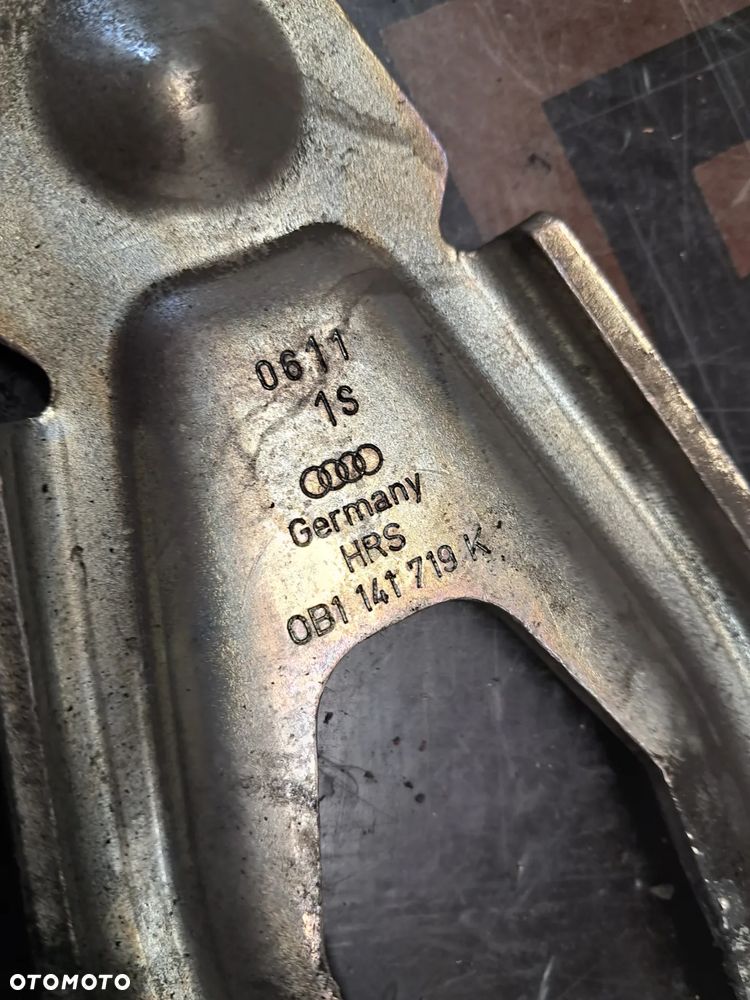 0611
1S
Germany
HRS
0B1 141 719 K
OTOMOTO